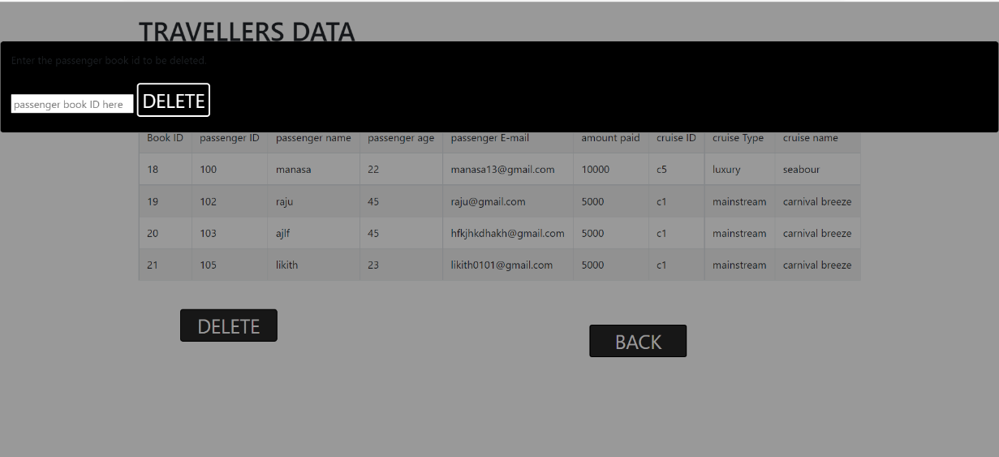 TRAVELLERS DATA
Enter the passenger book id to be deleted.
passenger book ID here DELETE
Book ID passenger ID passenger name passenger age passenger E-mail amount paid cruise ID cruise Type cruise name
18 100 manasa 22 manasa13@gmail.com 10000 c5 luxury seabour
19 102 raju 45 raju@gmail.com 5000 c1 mainstream carnival breeze
20 103 ajlf 45 hfkjhkdhakh@gmail.com 5000 c1 mainstream carnival breeze
21 105 likith 23 likith0101@gmail.com 5000 c1 mainstream carnival breeze
DELETE
BACK